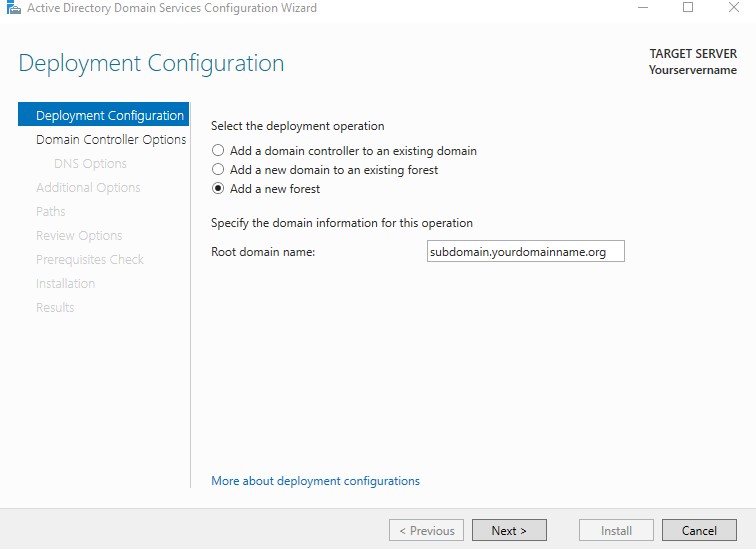 Active Directory Domain Services Configuration Wizard
Deployment Configuration
TARGET SERVER
Yourservername
Deployment Configuration
Domain Controller Options
DNS Options
Additional Options
Paths
Review Options
Prerequisites Check
Installation
Results
Select the deployment operation
Add a domain controller to an existing domain
Add a new domain to an existing forest
Add a new forest
Specify the domain information for this operation
Root domain name: subdomain.yourdomainname.org
More about deployment configurations
< Previous Next > Install Cancel